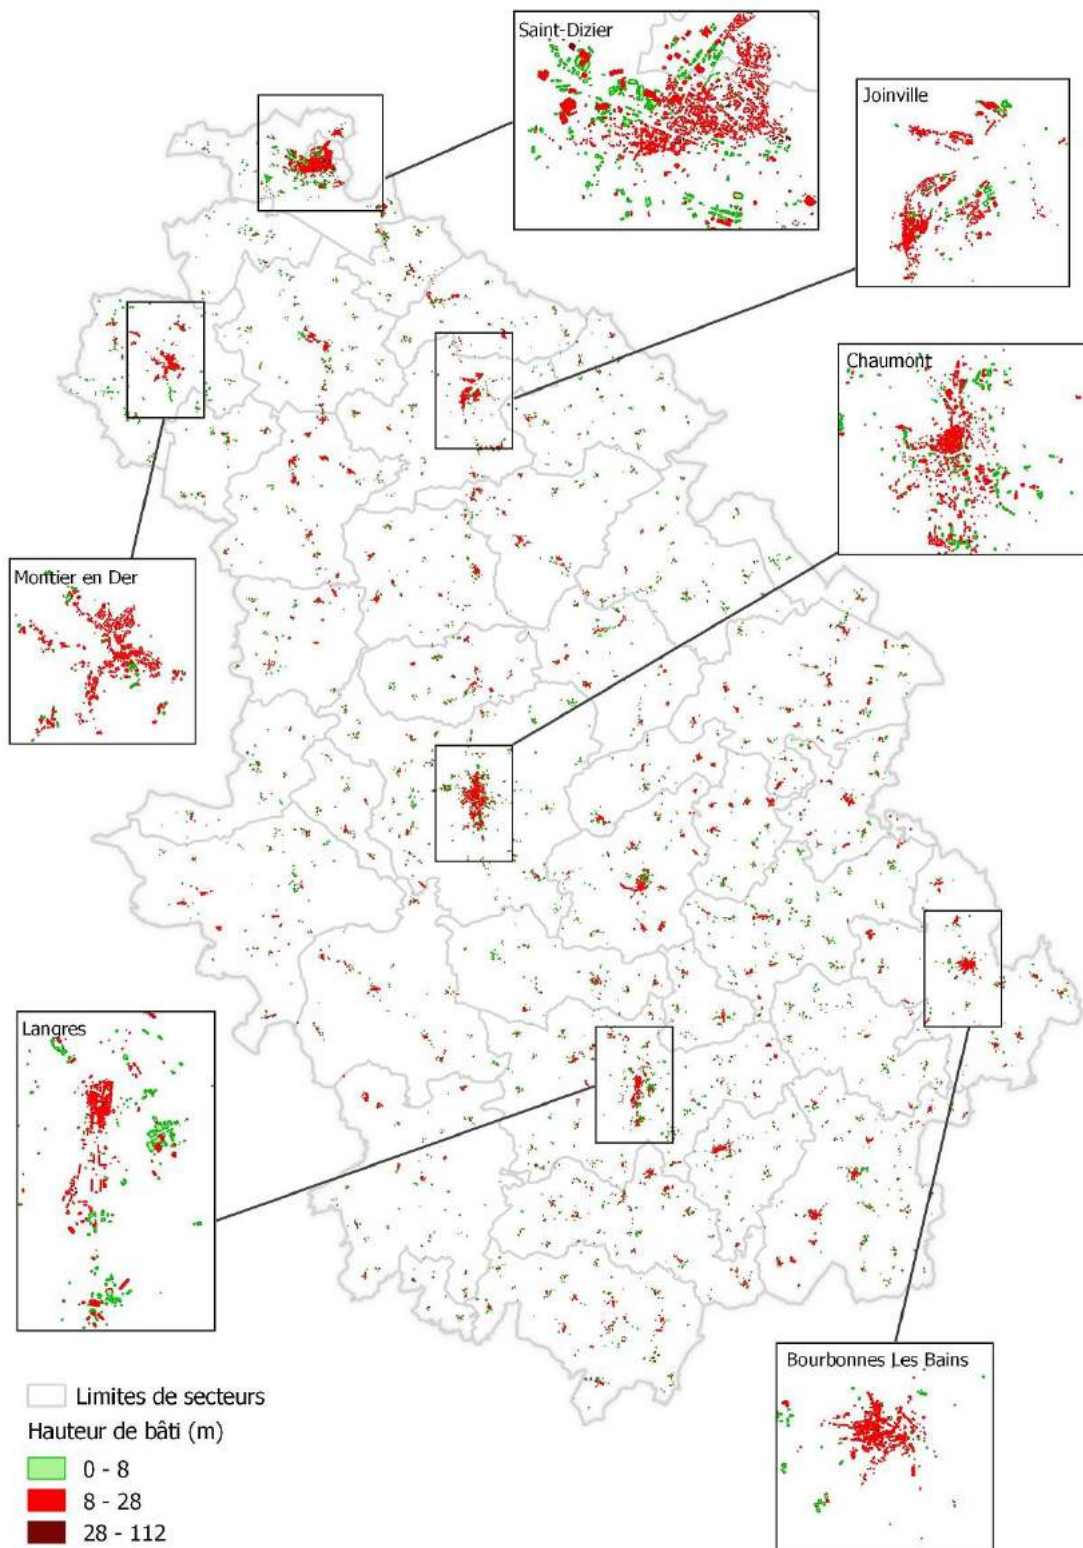 Saint-Dizier
Joinville
Chaumont
Montier en Der
Langres
Bourbonnes Les Bains
Limites de secteurs
Hauteur de bâti (m)
0 - 8
8 - 28
28 - 112